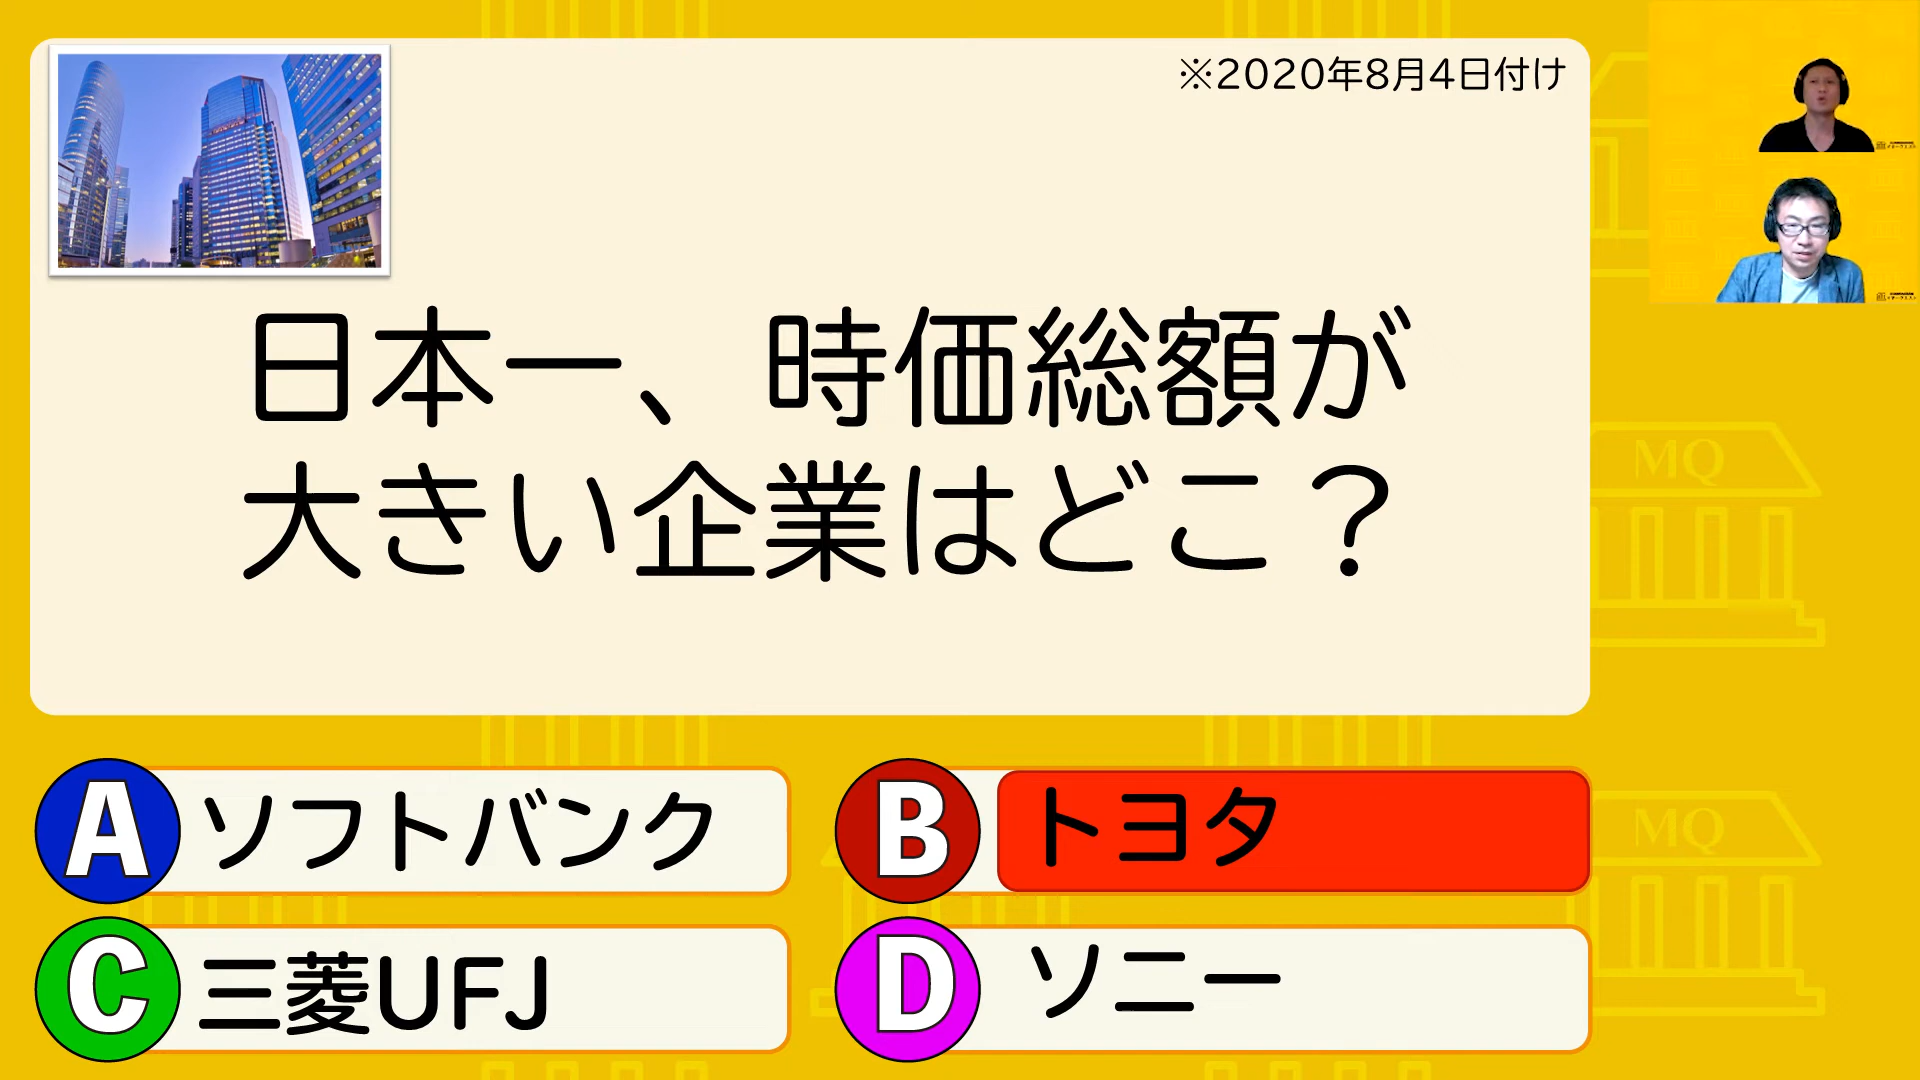 ※2020年8月4日付け
日本一、時価総額が
大きい企業はどこ？
A ソフトバンク
B トヨタ
C 三菱UFJ
D ソニー
MQ
MQ